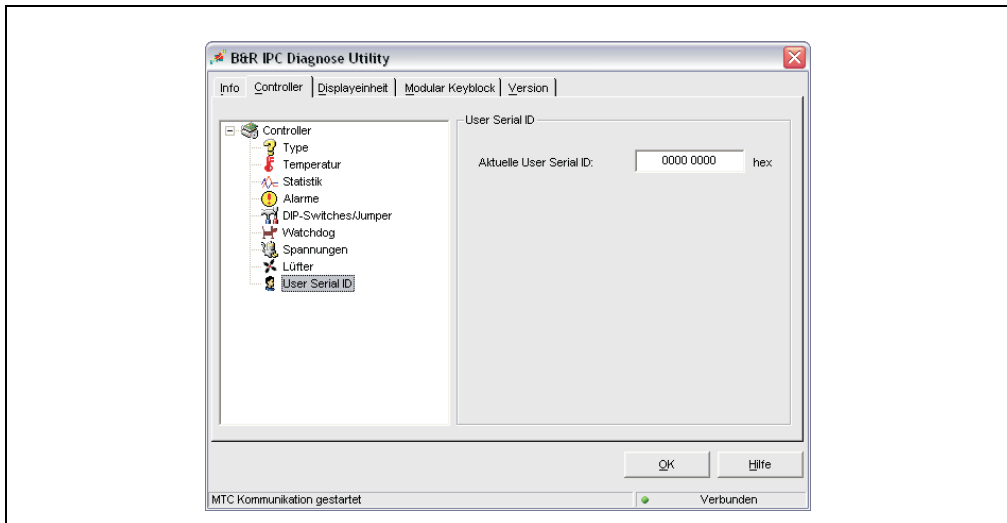 B&R IPC Diagnose Utility
Info Controller Displayeinheit Modular Keyblock Version
Controller
Type
Temperatur
Statistik
Alarme
DIP-Switches/Jumper
Watchdog
Spannungen
Lüfter
User Serial ID
User Serial ID
Aktuelle User Serial ID: 0000 0000 hex
OK Hilfe
MTC Kommunikation gestartet Verbunden